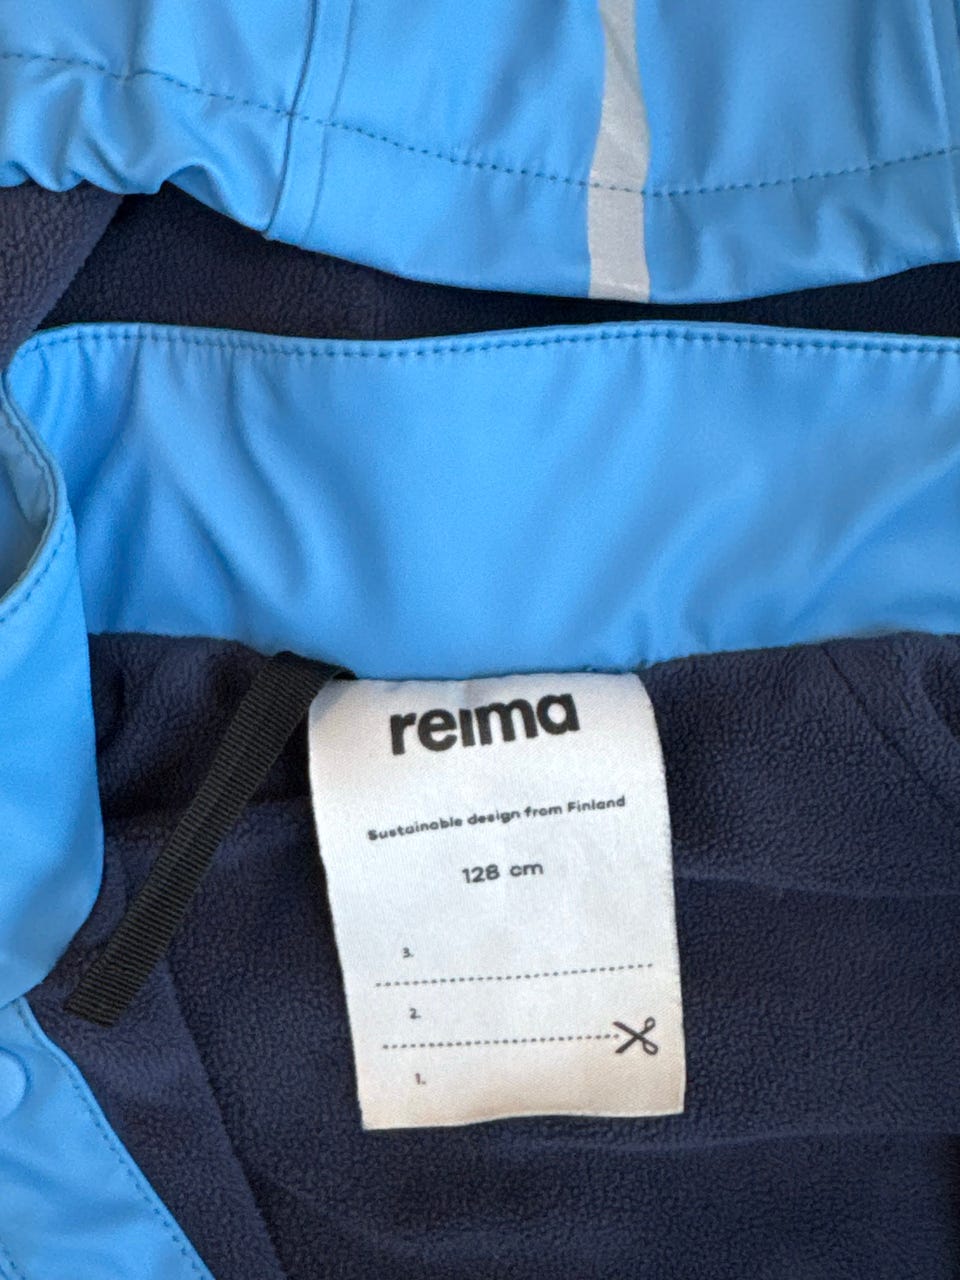 reima
Sustainable design from Finland
128 cm
3.
2.
1.